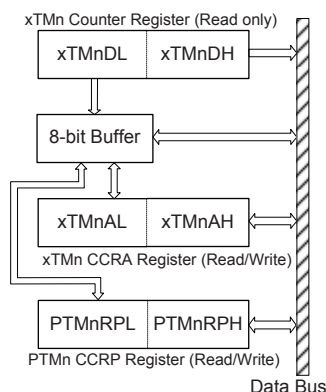 xTMn Counter Register (Read only)
xTMnDL xTMnDH
8-bit Buffer
xTMnAL xTMnAH
xTMn CCRA Register (Read/Write)
PTMnRPL PTMnRPH
PTMn CCRP Register (Read/Write)
Data Bus